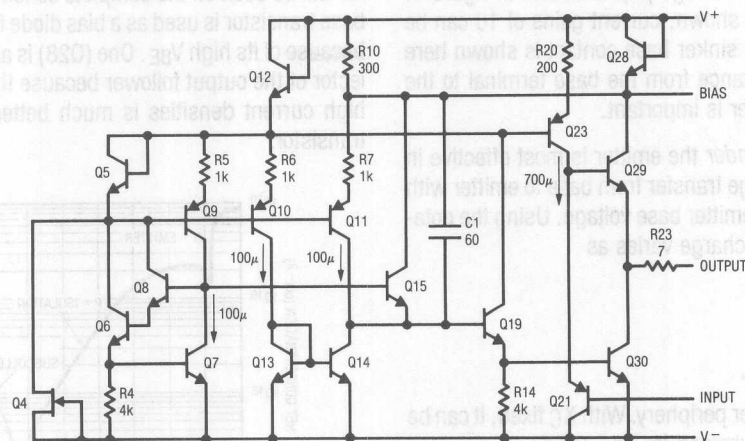 V+
R10
300
R20
200
Q28
Q12
BIAS
Q23
Q5
R5
1k
R6
1k
R7
1k
Q29
700µ
Q9
Q10
Q11
C1
60
R23
7
OUTPUT
100µ
100µ
Q8
Q15
Q6
100µ
Q19
Q7
Q13
Q14
Q30
Q4
R4
4k
R14
4k
Q21
INPUT
V−